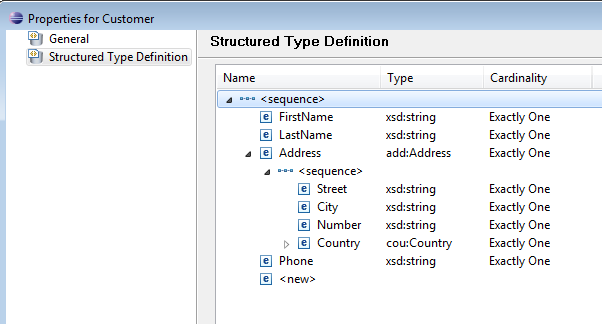 Properties for Customer
General
Structured Type Definition
Structured Type Definition
Name Type Cardinality
<sequence>
FirstName xsd:string Exactly One
LastName xsd:string Exactly One
Address add:Address Exactly One
<sequence>
Street xsd:string Exactly One
City xsd:string Exactly One
Number xsd:string Exactly One
Country cou:Country Exactly One
Phone xsd:string Exactly One
<new>